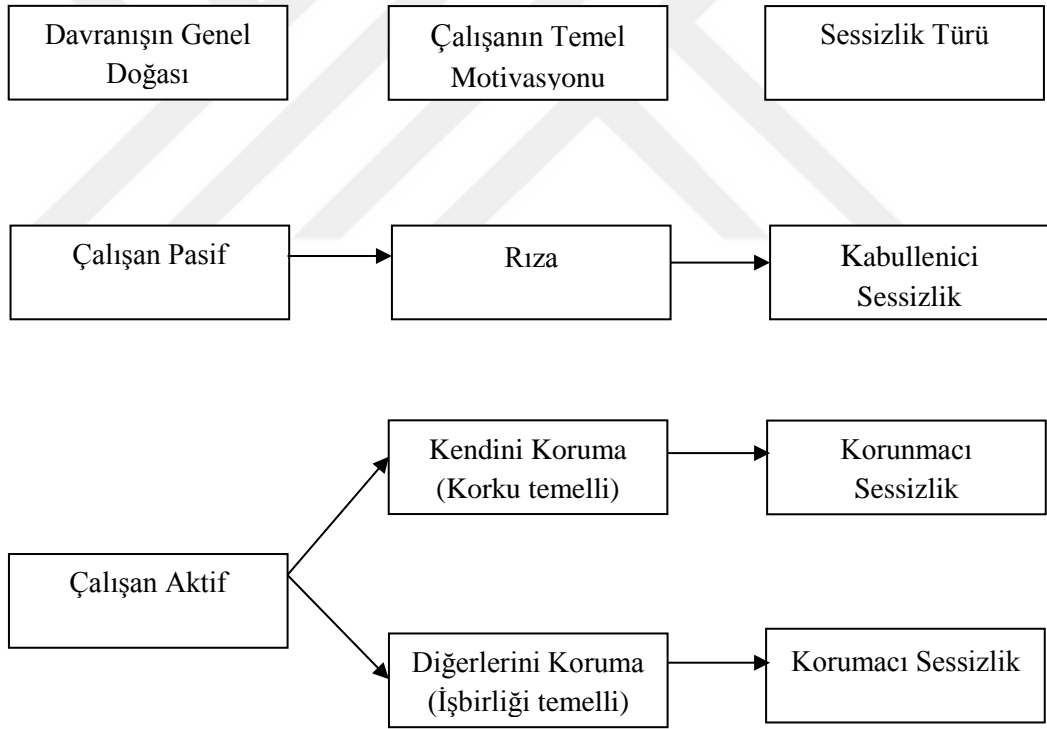 Davranışın Genel
Doğası
Çalışanın Temel
Motivasyonu
Sessizlik Türü
Çalışan Pasif
Rıza
Kabullenici
Sessizlik
Kendini Koruma
(Korku temelli)
Korunmacı
Sessizlik
Çalışan Aktif
Diğerlerini Koruma
(İşbirliği temelli)
Korumacı Sessizlik